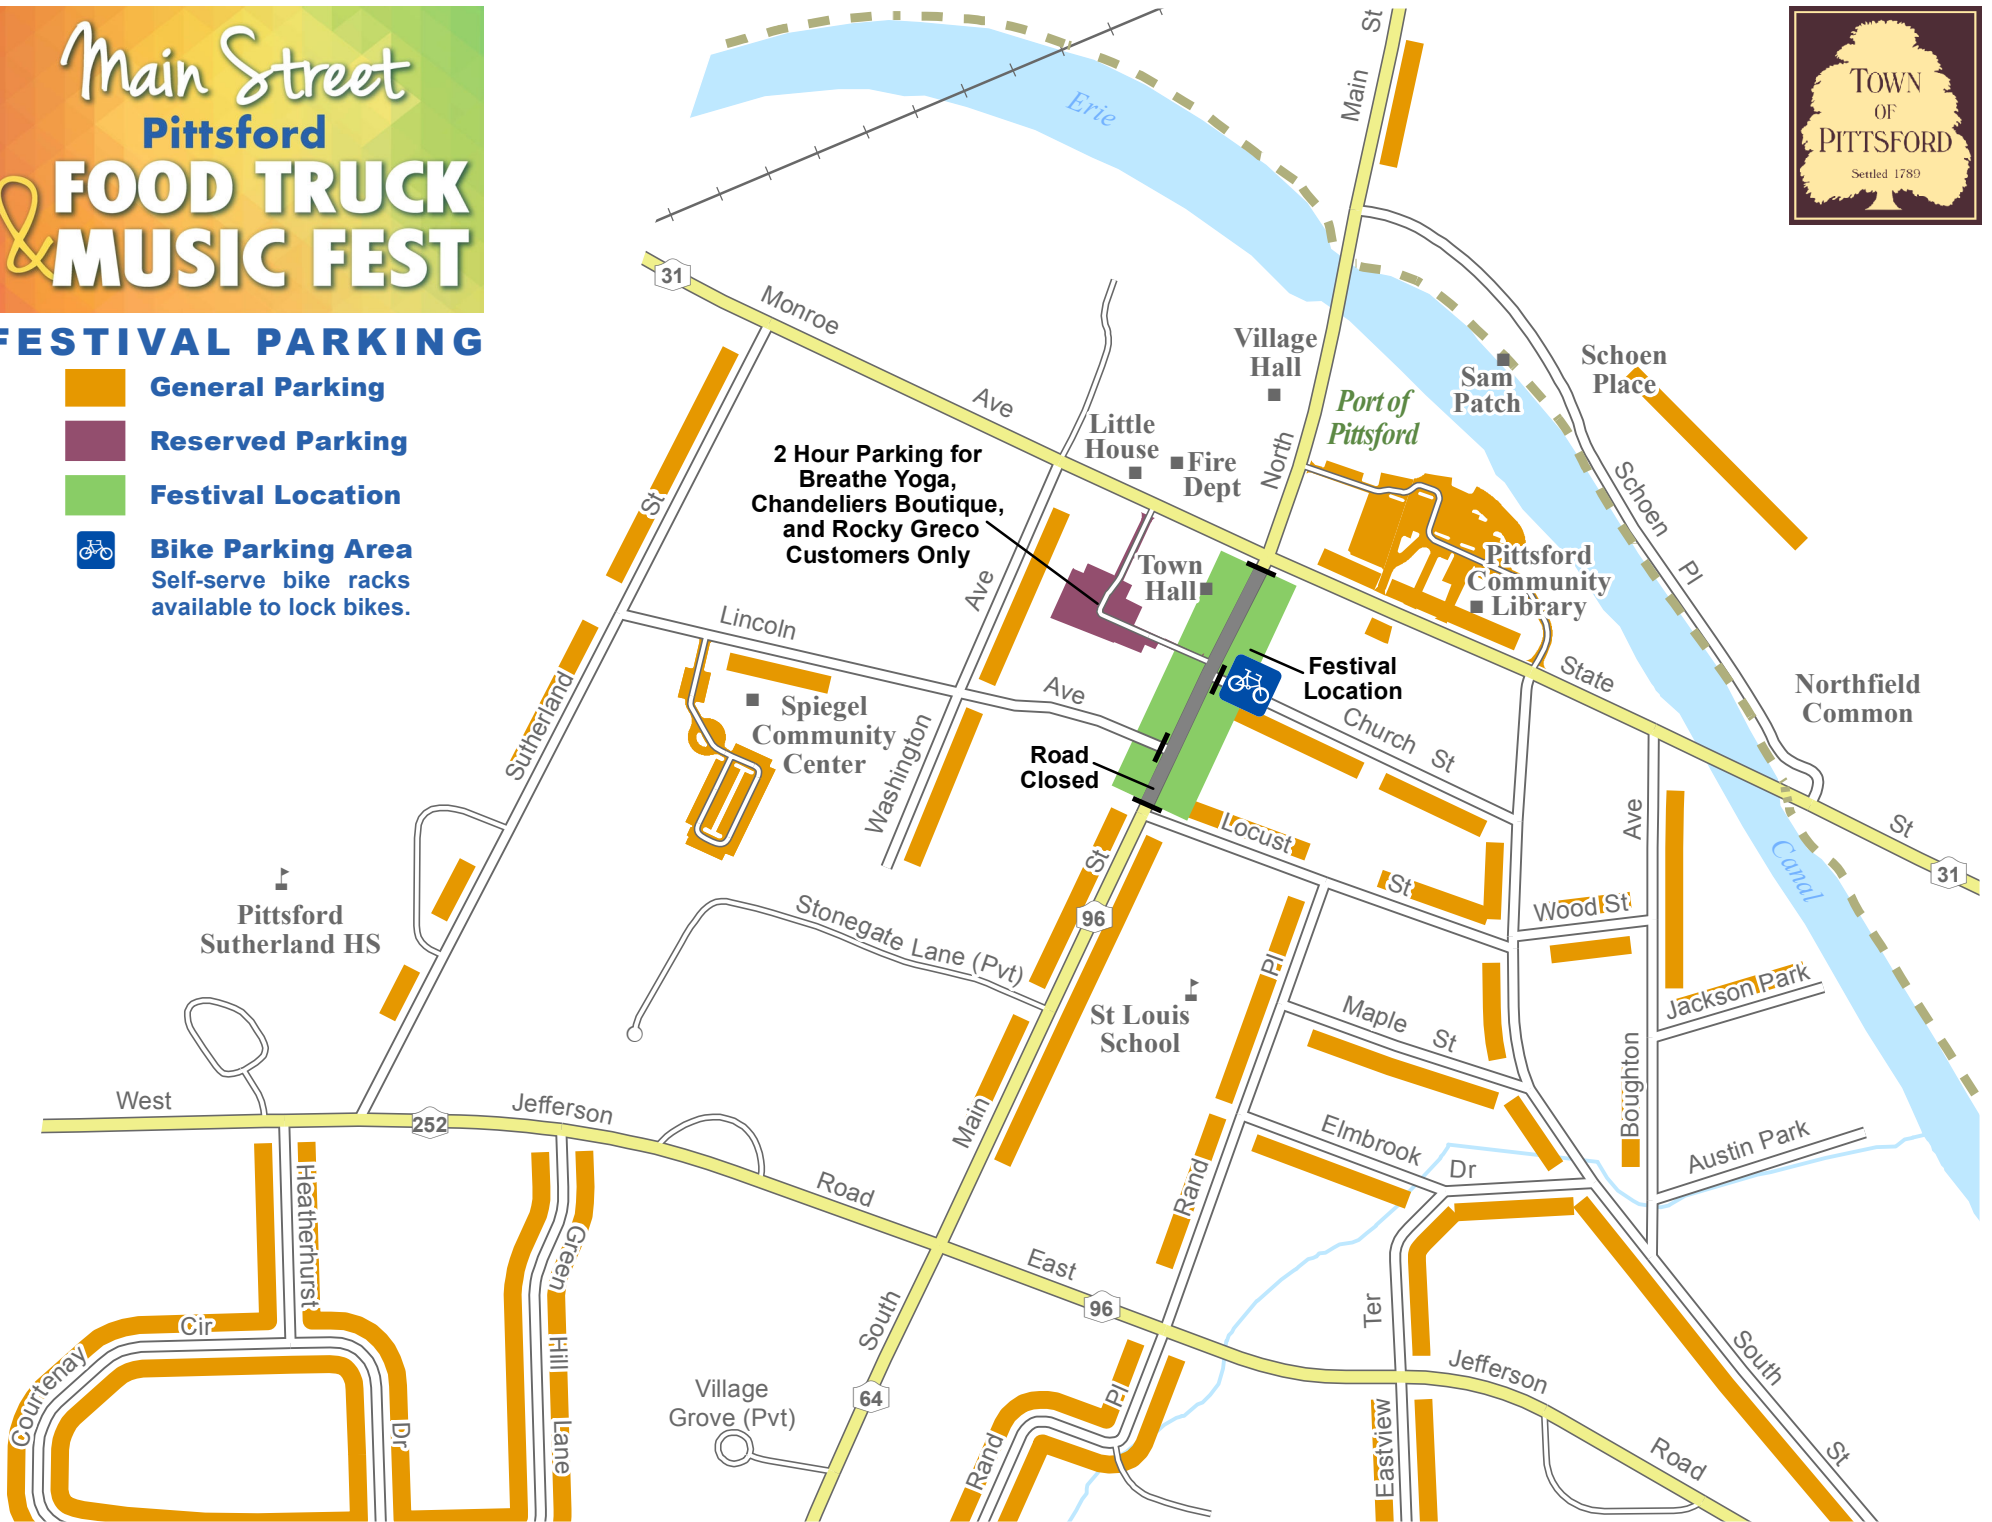 Main Street
Pittsford
FOOD TRUCK
& MUSIC FEST
FESTIVAL PARKING
General Parking
Reserved Parking
Festival Location
Bike Parking Area
Self-serve bike racks
available to lock bikes.
TOWN
OF
PITTSFORD
Settled 1789
Erie
Main
St
31
Monroe
Ave
Village
Hall
North
Port of
Pittsford
Sam
Patch
Schoen
Place
Schoen
Pl
Little
House
Fire
Dept
2 Hour Parking for
Breathe Yoga,
Chandeliers Boutique,
and Rocky Greco
Customers Only
St
Ave
Town
Hall
Pittsford
Community
Library
Lincoln
Ave
Festival
Location
State
Northfield
Common
Sutherland
Spiegel
Community
Center
Washington
Church
St
Road
Closed
Ave
St
31
Canal
Locust
St
St
96
Wood St
Pittsford
Sutherland HS
Stonegate Lane (Pvt)
Pl
St Louis
School
Maple
St
Jackson Park
Boughton
West
252
Jefferson
Main
Elmbrook
Dr
Austin Park
Road
Rand
Heatherhurst
Green
East
96
Ter
Cir
South
South
Courtenay
Hill
Jefferson
Village
Grove (Pvt)
64
Pl
Dr
Lane
Rand
Eastview
Road
St